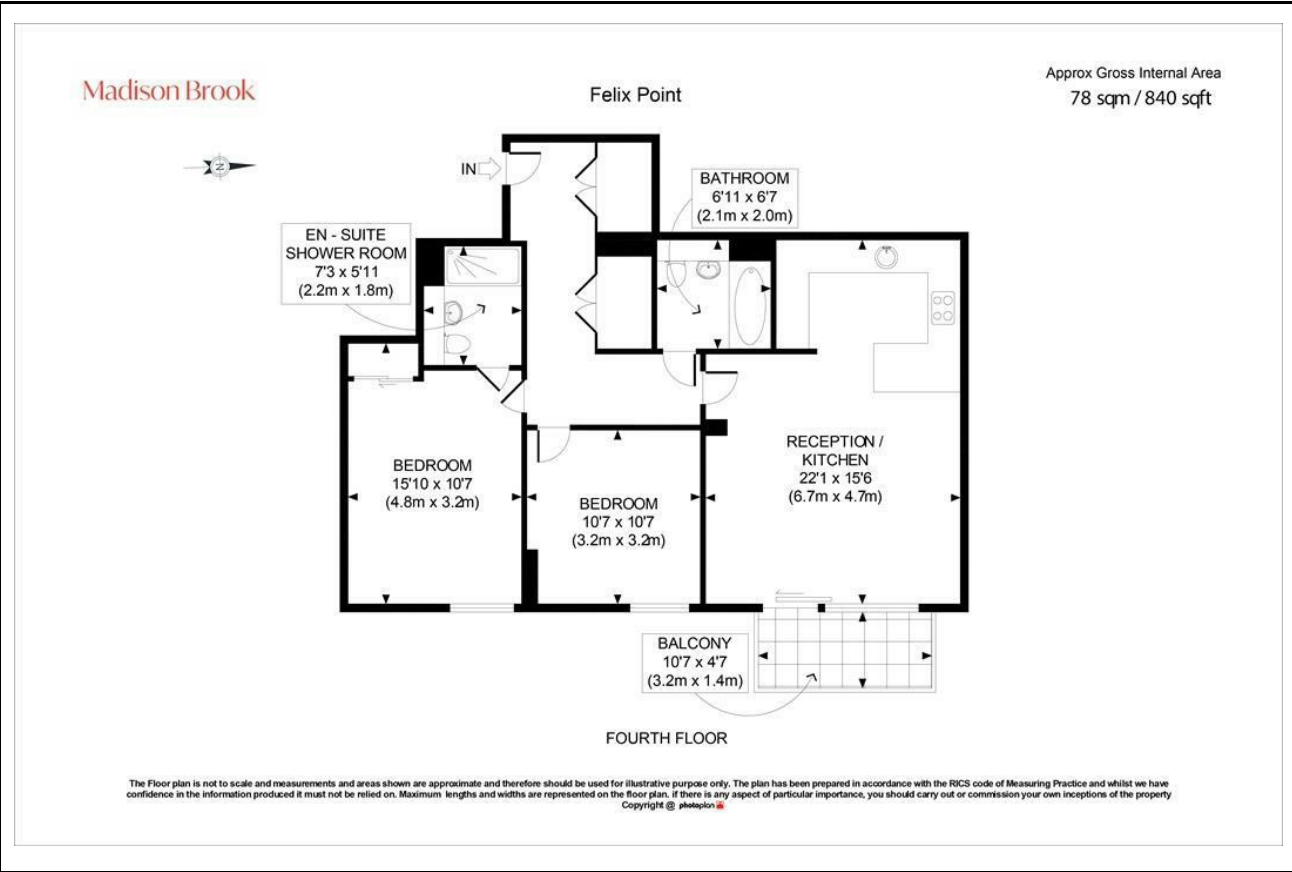 Madison Brook
Felix Point
Approx Gross Internal Area
78 sqm / 840 sqft
N
IN
BATHROOM
6'11 x 6'7
(2.1m x 2.0m)
EN - SUITE
SHOWER ROOM
7'3 x 5'11
(2.2m x 1.8m)
BEDROOM
15'10 x 10'7
(4.8m x 3.2m)
BEDROOM
10'7 x 10'7
(3.2m x 3.2m)
RECEPTION /
KITCHEN
22'1 x 15'6
(6.7m x 4.7m)
BALCONY
10'7 x 4'7
(3.2m x 1.4m)
FOURTH FLOOR
The Floor plan is not to scale and measurements and areas shown are approximate and therefore should be used for illustrative purpose only. The plan has been prepared in accordance with the RICS code of Measuring Practice and whilst we have
confidence in the information produced it must not be relied on. Maximum lengths and widths are represented on the floor plan. if there is any aspect of particular importance, you should carry out or commission your own inceptions of the property
Copyright @ photoplan